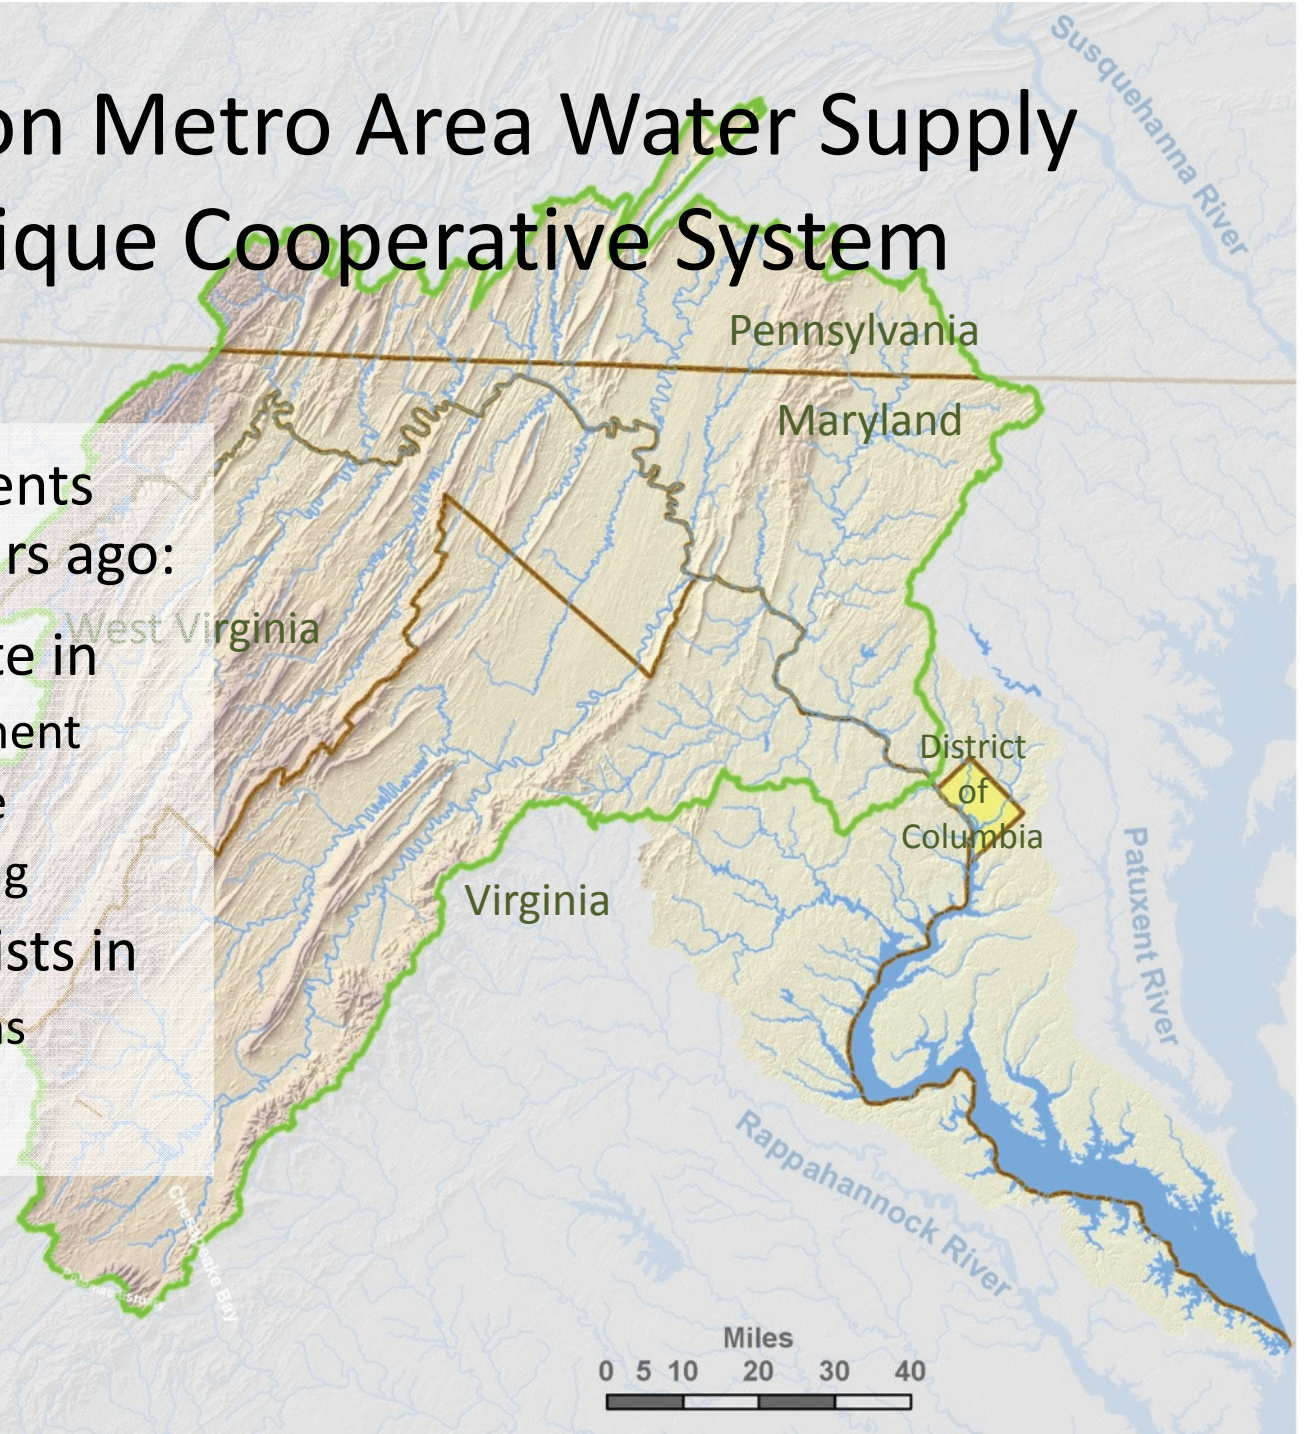 on Metro Area Water Supply
ique Cooperative System
Susquehanna River
Pennsylvania
Maryland
ents
rs ago:
West Virginia
te in
nent
e
g
ists in
ns
District
of
Columbia
Virginia
Patuxent River
Rappahannock River
Chesapeake Bay
Miles
0 5 10 20 30 40